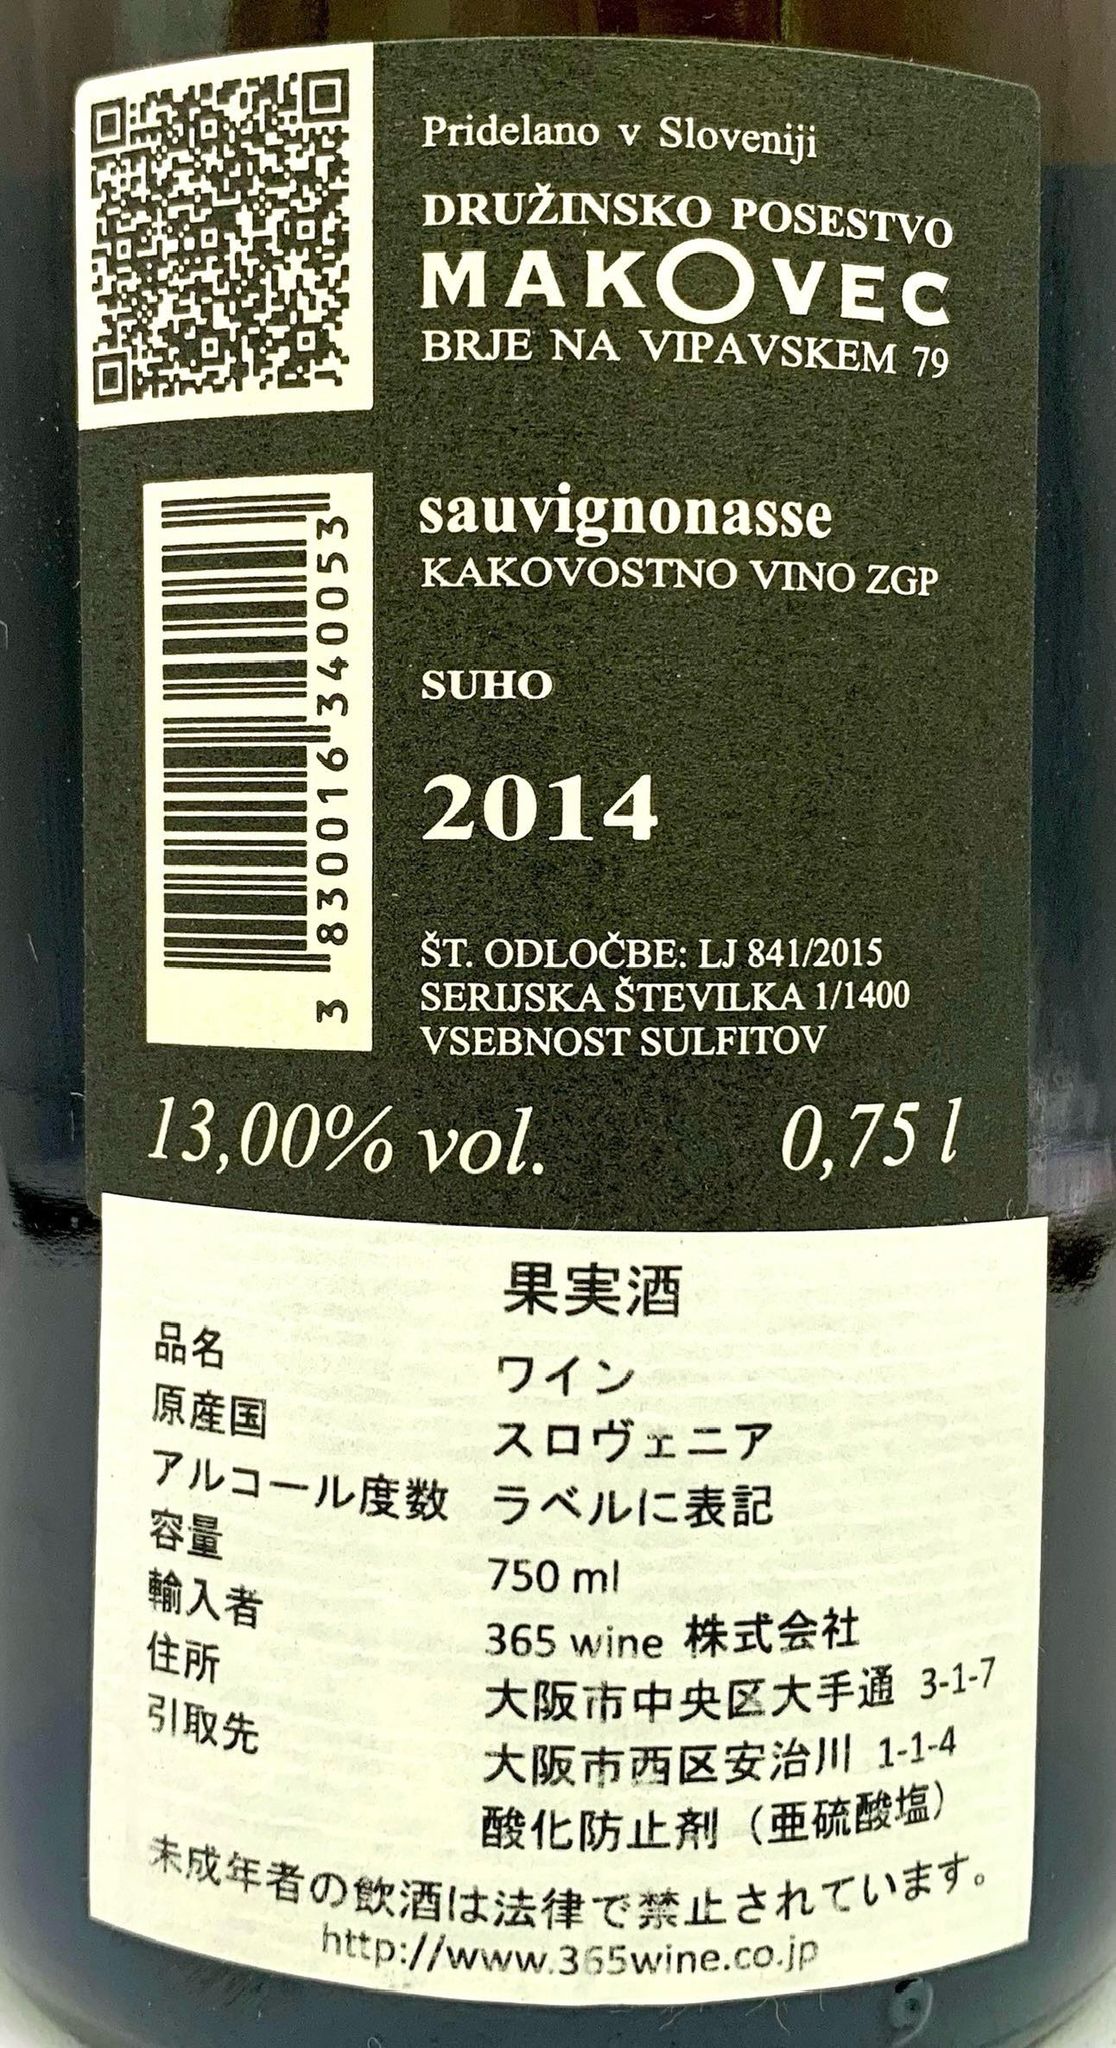 Pridelano v Sloveniji
DRUŽINSKO POSESTVO
MAKOVEC
BRJE NA VIPAVSKEM 79
sauvignonasse
KAKOVOSTNO VINO ZGP
SUHO
2014
ŠT. ODLOČBE: LJ 841/2015
SERIJSKA ŠTEVILKA 1/1400
VSEBNOST SULFITOV
3 830016 340053
13,00% vol. 0,75 l
果実酒
品名 ワイン
原産国 スロヴェニア
アルコール度数 ラベルに表記
容量 750 ml
輸入者 365 wine 株式会社
住所 大阪市中央区大手通 3-1-7
引取先 大阪市西区安治川 1-1-4
酸化防止剤（亜硫酸塩）
未成年者の飲酒は法律で禁止されています。
http://www.365wine.co.jp